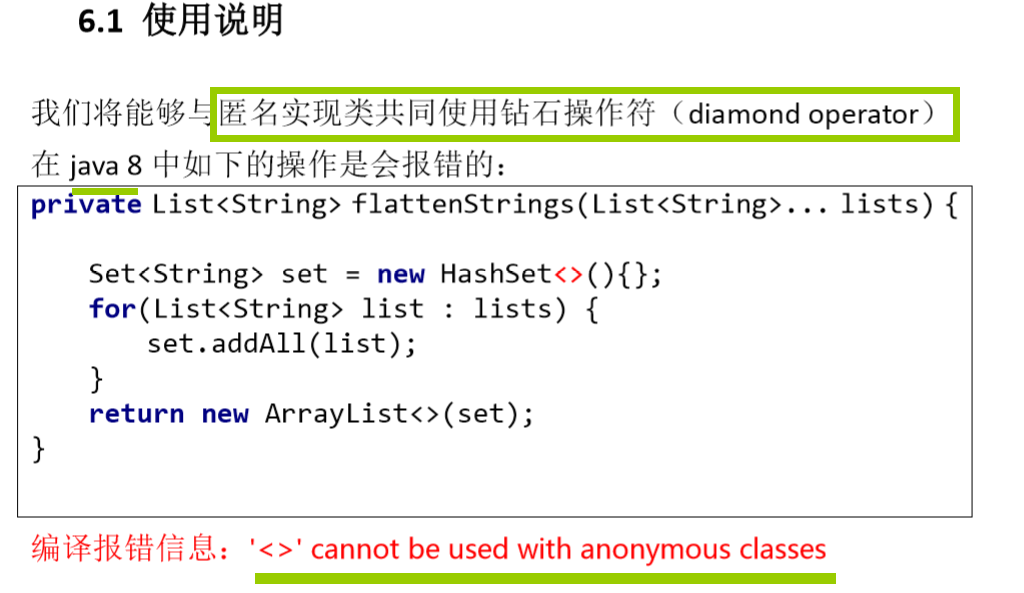 6.1 使用说明
我们将能够与匿名实现类共同使用钻石操作符（diamond operator）
在 java 8 中如下的操作是会报错的：
private List<String> flattenStrings(List<String>... lists) {
Set<String> set = new HashSet<>(){};
for(List<String> list : lists) {
set.addAll(list);
}
return new ArrayList<>(set);
}
编译报错信息：'<>' cannot be used with anonymous classes